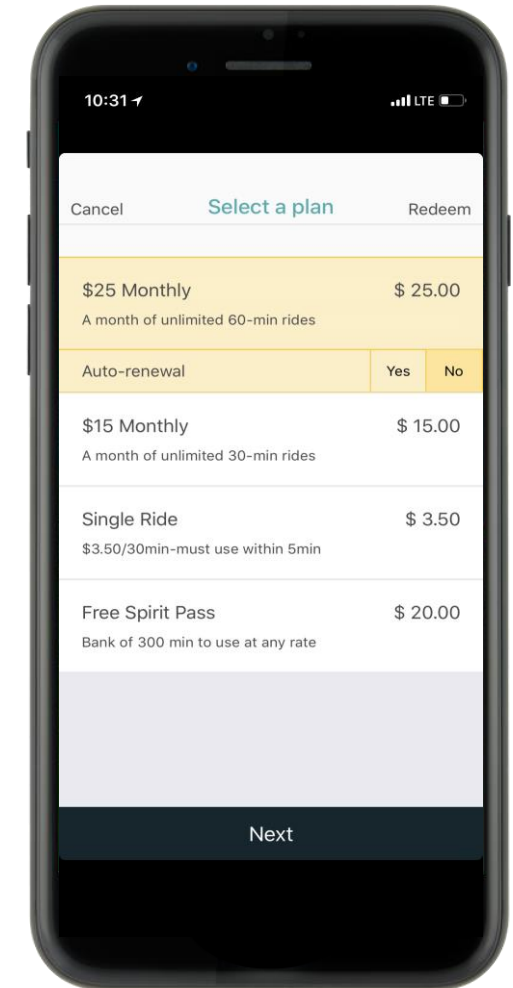 10:31 LTE
Cancel Select a plan Redeem
$25 Monthly $ 25.00
A month of unlimited 60-min rides
Auto-renewal Yes No
$15 Monthly $ 15.00
A month of unlimited 30-min rides
Single Ride $ 3.50
$3.50/30min-must use within 5min
Free Spirit Pass $ 20.00
Bank of 300 min to use at any rate
Next